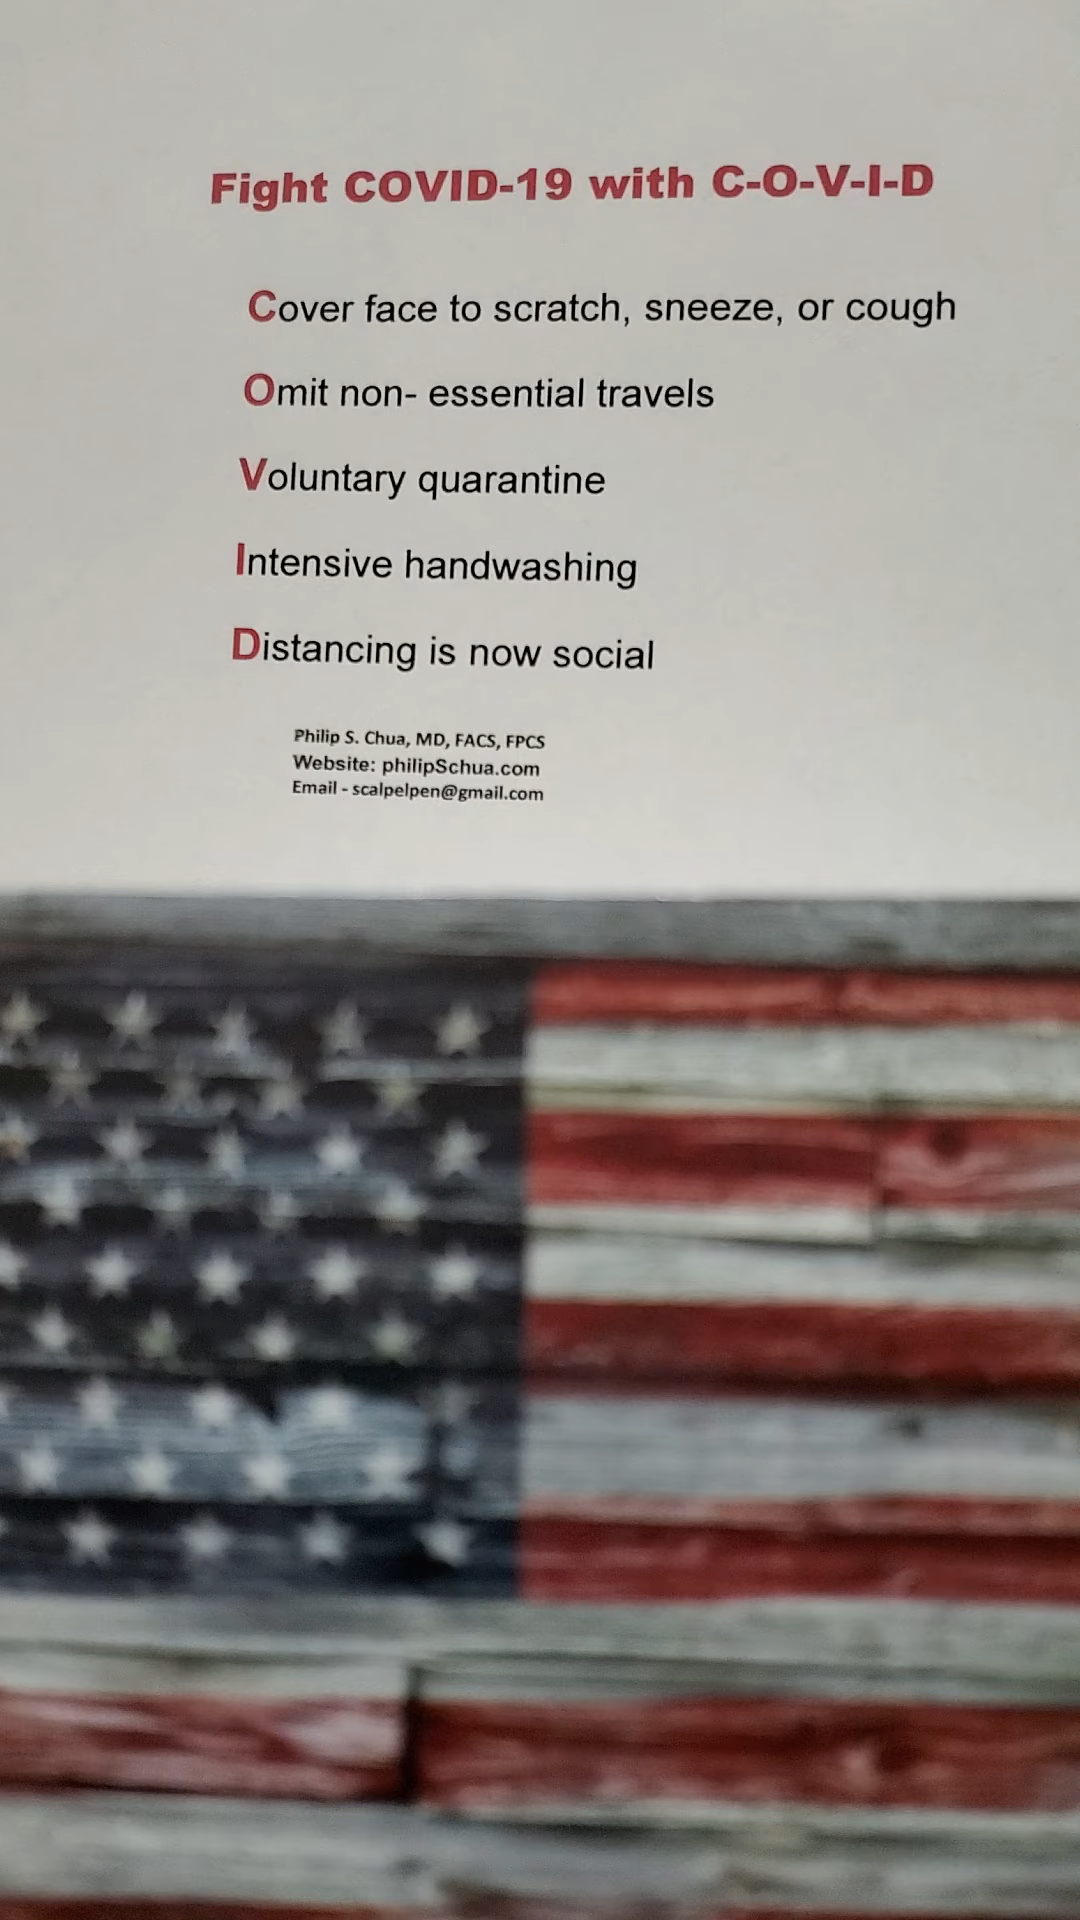 Fight COVID-19 with C-O-V-I-D
Cover face to scratch, sneeze, or cough
Omit non- essential travels
Voluntary quarantine
Intensive handwashing
Distancing is now social
Philip S. Chua, MD, FACS, FPCS
Website: philipSchua.com
Email - scalpelpen@gmail.com